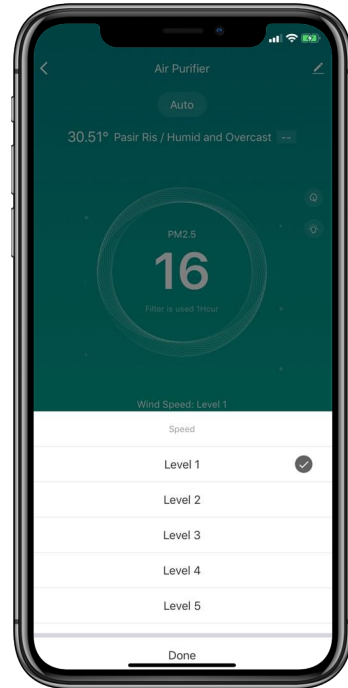 Air Purifier
Auto
30.51° Pasir Ris / Humid and Overcast --
PM2.5
16
Filter is used 1Hour
Wind Speed: Level 1
Speed
Level 1
Level 2
Level 3
Level 4
Level 5
Done